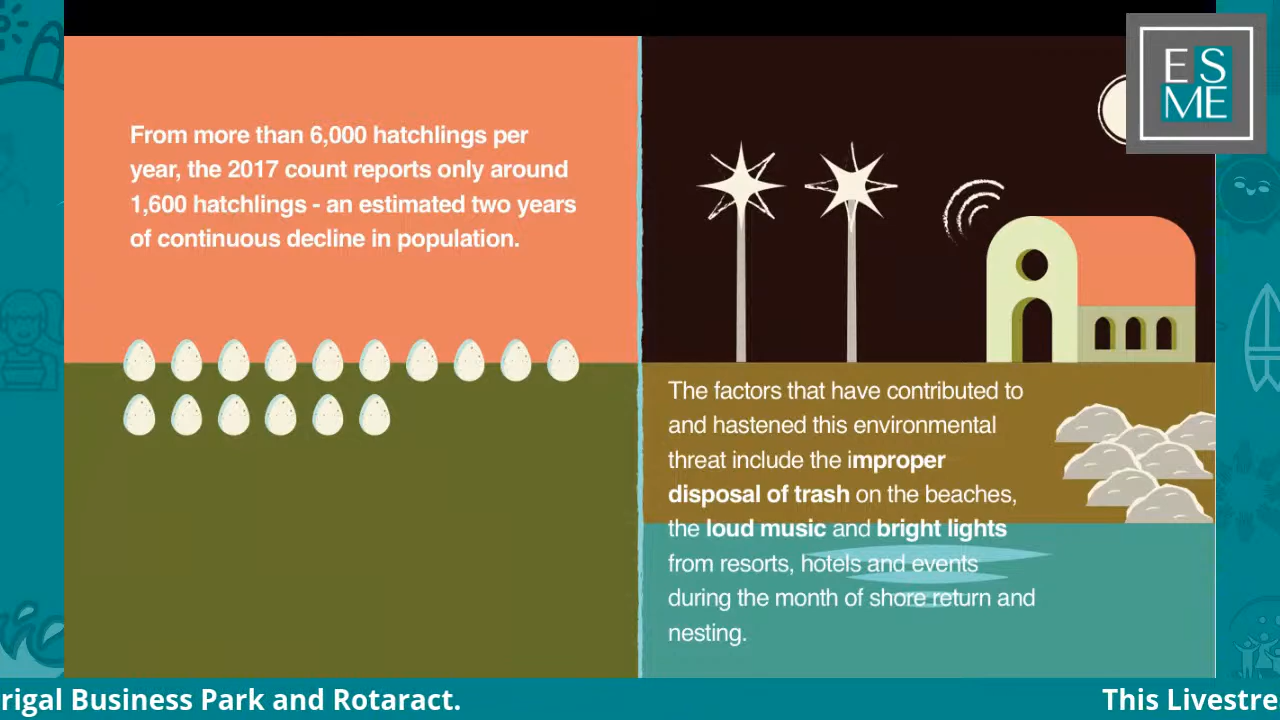 From more than 6,000 hatchlings per
year, the 2017 count reports only around
1,600 hatchlings - an estimated two years
of continuous decline in population.
ES
ME
The factors that have contributed to
and hastened this environmental
threat include the improper
disposal of trash on the beaches,
the loud music and bright lights
from resorts, hotels and events
during the month of shore return and
nesting.
rigal Business Park and Rotaract.
This Livestre